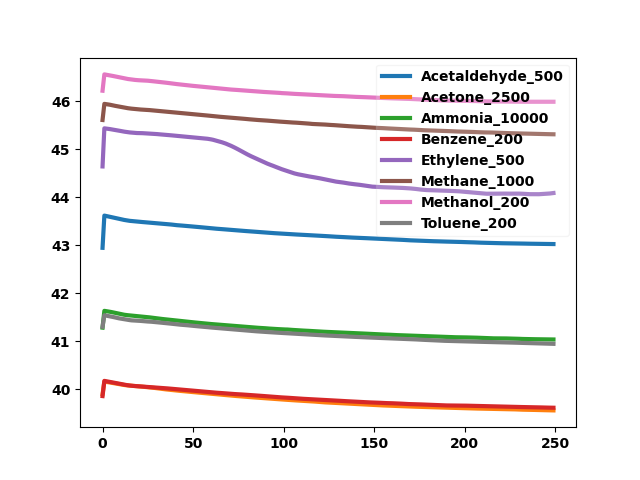 Acetaldehyde_500
Acetone_2500
Ammonia_10000
Benzene_200
Ethylene_500
Methane_1000
Methanol_200
Toluene_200
46
45
44
43
42
41
40
0 50 100 150 200 250